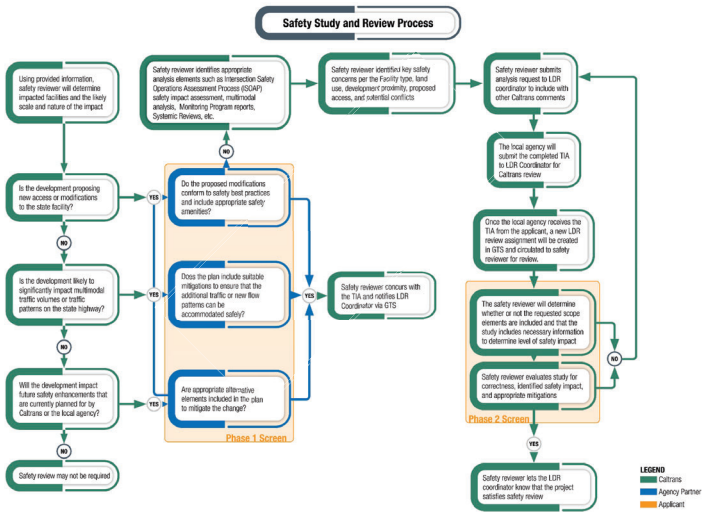 Safety Study and Review Process
Using provided information,
safety reviewer will determine
impacted facilities and the likely
scale and nature of the impact
Safety reviewer identifies appropriate
analysis elements such as Intersection Safety
Operations Assessment Process (ISOAP)
safety impact assessment, multimodal
analysis, Monitoring Program reports,
Systemic Reviews, etc.
Safety reviewer identified key safety
concerns per the Facility type, land
use, development proximity, proposed
access, and potential conflicts
Safety reviewer submits
analysis request to LDR
coordinator to include with
other Caltrans comments
The local agency will
submit the completed TIA
to LDR Coordinator for
Caltrans review
NO
Is the development proposing
new access or modifications
to the state facility?
YES
Do the proposed modifications
conform to safety best practices
and include appropriate safety
amenities?
Once the local agency receives the
TIA from the applicant, a new LDR
review assignment will be created
in GTS and circulated to safety
reviewer for review.
NO
Is the development likely to
significantly impact multimodal
traffic volumes or traffic
patterns on the state highway?
YES
Does the plan include suitable
mitigations to ensure that the
additional traffic or new flow
patterns can be
accommodated safely?
YES
Safety reviewer concurs with
the TIA and notifies LDR
Coordinator via GTS
The safety reviewer will determine
whether or not the requested scope
elements are included and that the
study includes necessary information
to determine level of safety impact
NO
NO
Will the development impact
future safety enhancements that
are currently planned for by
Caltrans or the local agency?
YES
Are appropriate alternative
elements included in the plan
to mitigate the change?
Phase 1 Screen
Safety reviewer evaluates study for
correctness, identified safety impact,
and appropriate mitigations
Phase 2 Screen
NO
YES
Safety review may not be required
Safety reviewer lets the LDR
coordinator know that the project
satisfies safety review
LEGEND
Caltrans
Agency Partner
Applicant